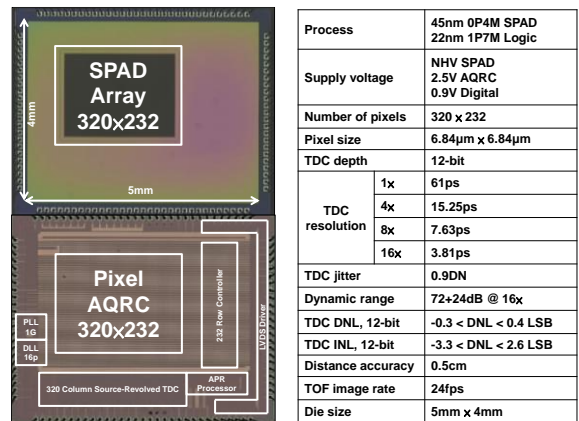 SPAD
Array
320x232
4mm
5mm
Pixel
AQRC
320x232
232 Row Controller
LVDS Driver
PLL
1G
DLL
16p
320 Column Source-Revolved TDC
APR
Processor
Process 45nm 0P4M SPAD
22nm 1P7M Logic
Supply voltage NHV SPAD
2.5V AQRC
0.9V Digital
Number of pixels 320 x 232
Pixel size 6.84μm x 6.84μm
TDC depth 12-bit
TDC resolution 1x 61ps
4x 15.25ps
8x 7.63ps
16x 3.81ps
TDC jitter 0.9DN
Dynamic range 72+24dB @ 16x
TDC DNL, 12-bit -0.3 < DNL < 0.4 LSB
TDC INL, 12-bit -3.3 < DNL < 2.6 LSB
Distance accuracy 0.5cm
TOF image rate 24fps
Die size 5mm x 4mm